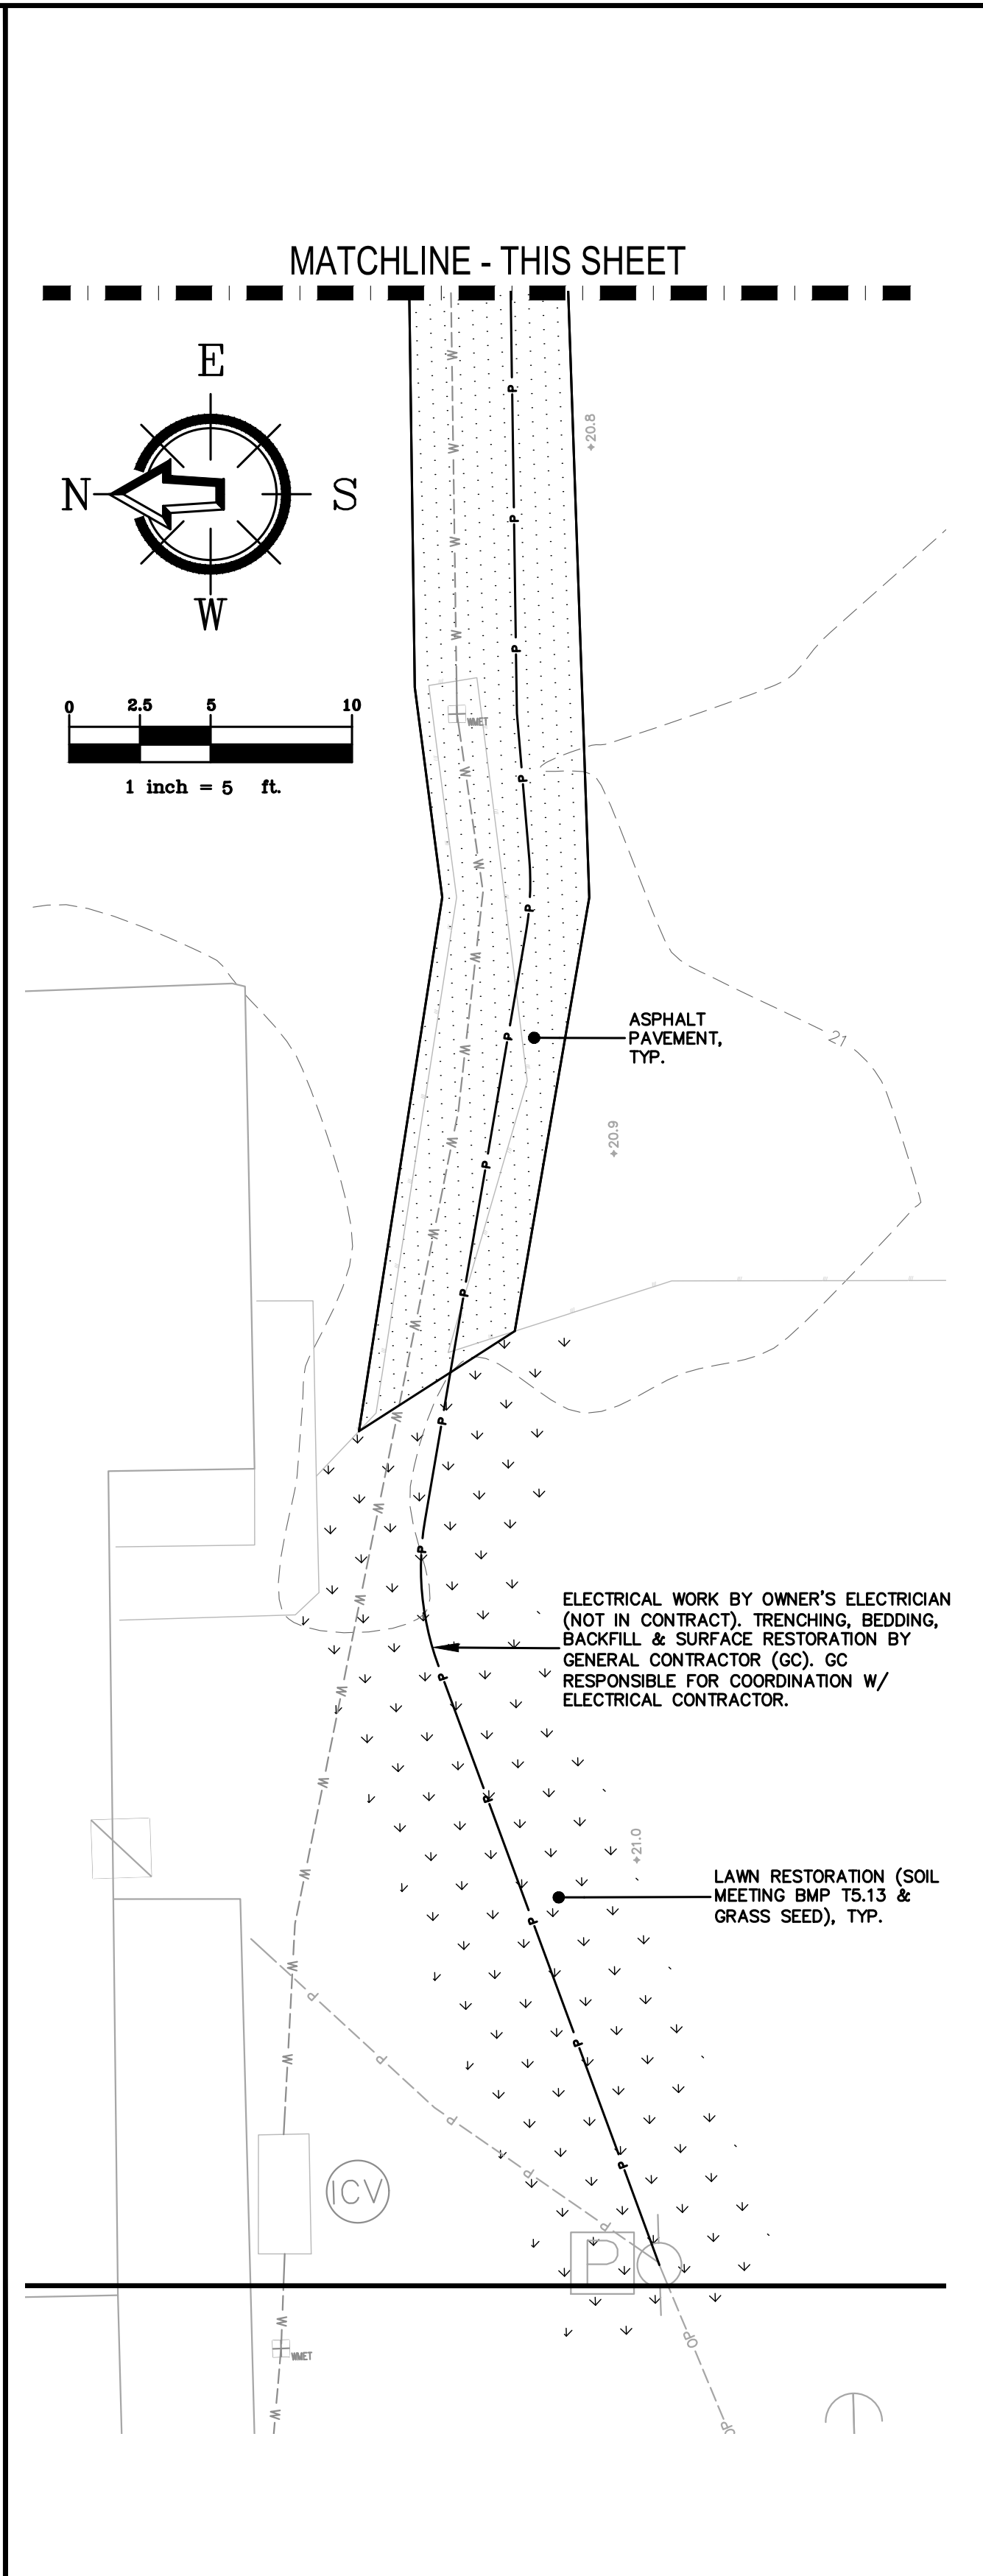 MATCHLINE - THIS SHEET
E
N
S
W
0 2.5 5 10
1 inch = 5 ft.
W
W
W
W
P
P
P
+20.8
WMET
W
P
W
P
W
W
W
W
W
W
P
P
P
ASPHALT
PAVEMENT,
TYP.
21
+20.9
W
P
P
P
ELECTRICAL WORK BY OWNER'S ELECTRICIAN
(NOT IN CONTRACT). TRENCHING, BEDDING,
BACKFILL & SURFACE RESTORATION BY
GENERAL CONTRACTOR (GC). GC
RESPONSIBLE FOR COORDINATION W/
ELECTRICAL CONTRACTOR.
W
W
W
W
W
P
+21.0
LAWN RESTORATION (SOIL
MEETING BMP T5.13 &
GRASS SEED), TYP.
P
W
P
P
P
W
P
P
P
P
ICV
P
W
WMET
OP
W
OP